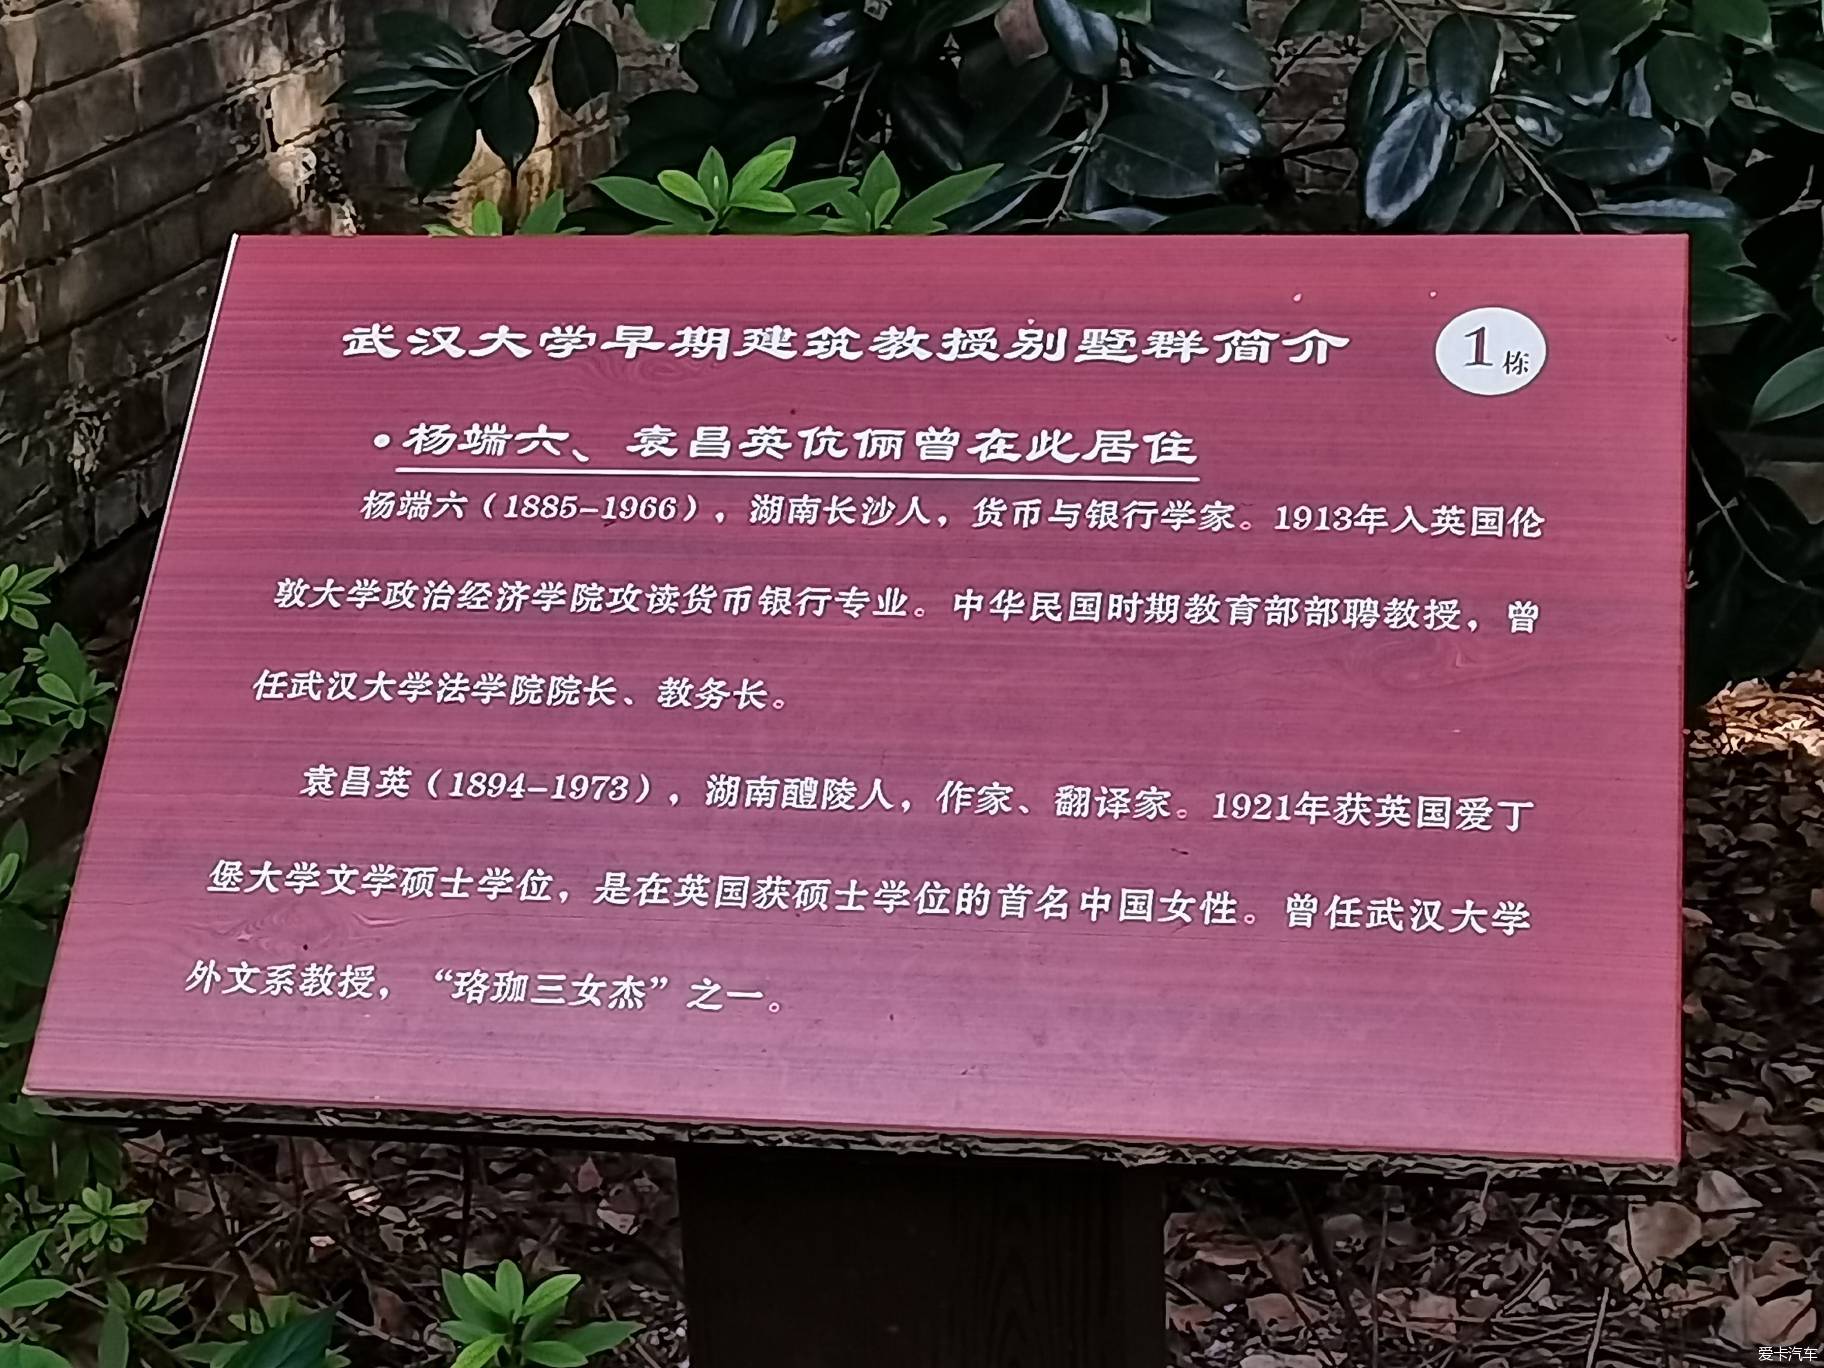 武汉大学早期建筑教授别墅群简介
1栋
•杨端六、袁昌英伉俪曾在此居住
杨端六（1885-1966），湖南长沙人，货币与银行学家。1913年入英国伦
敦大学政治经济学院攻读货币银行专业。中华民国时期教育部部聘教授，曾
任武汉大学法学院院长、教务长。
袁昌英（1894-1973），湖南醴陵人，作家、翻译家。1921年获英国爱丁
堡大学文学硕士学位，是在英国获硕士学位的首名中国女性。曾任武汉大学
外文系教授，“珞珈三女杰”之一。
爱卡汽车